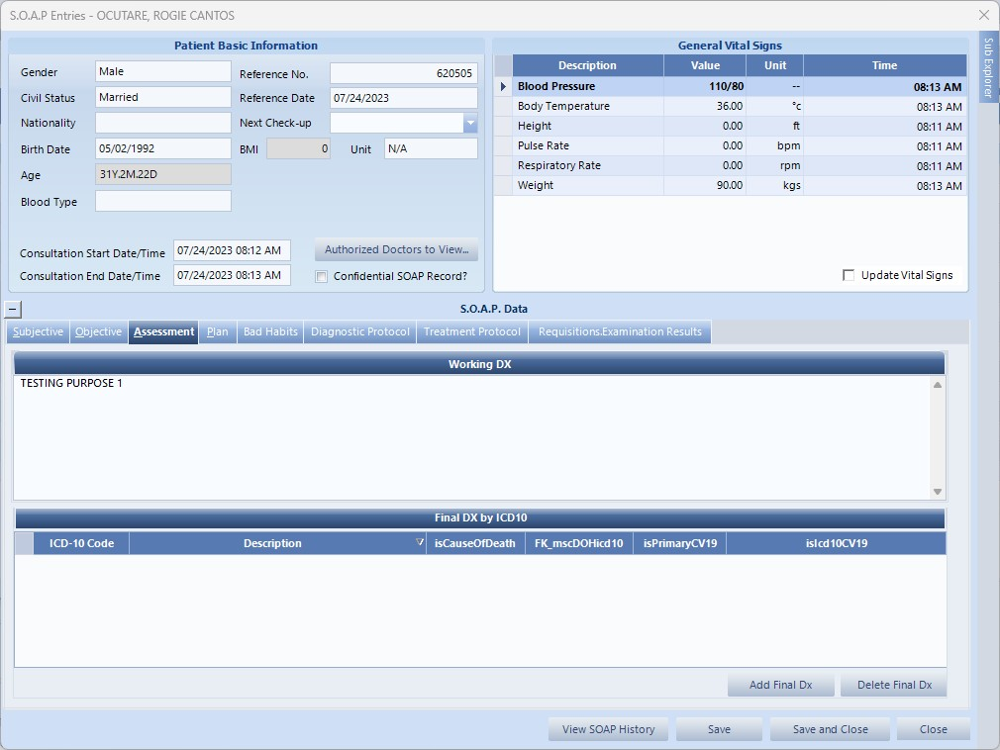 S.O.A.P Entries - OCUTARE, ROGIE CANTOS
Patient Basic Information
Gender Male Reference No. 620505
Civil Status Married Reference Date 07/24/2023
Nationality Next Check-up
Birth Date 05/02/1992 BMI 0 Unit N/A
Age 31Y.2M.22D
Blood Type
Consultation Start Date/Time 07/24/2023 08:12 AM Authorized Doctors to View...
Consultation End Date/Time 07/24/2023 08:13 AM Confidential SOAP Record?
General Vital Signs
Description Value Unit Time
Blood Pressure 110/80 -- 08:13 AM
Body Temperature 36.00 °c 08:13 AM
Height 0.00 ft 08:11 AM
Pulse Rate 0.00 bpm 08:11 AM
Respiratory Rate 0.00 rpm 08:11 AM
Weight 90.00 kgs 08:13 AM
Update Vital Signs
Sub Explorer
S.O.A.P. Data
Subjective Objective Assessment Plan Bad Habits Diagnostic Protocol Treatment Protocol Requisitions.Examination Results
Working DX
TESTING PURPOSE 1
Final DX by ICD10
ICD-10 Code Description isCauseOfDeath FK_mscDOHicd10 isPrimaryCV19 isIcd10CV19
Add Final Dx Delete Final Dx
View SOAP History Save Save and Close Close